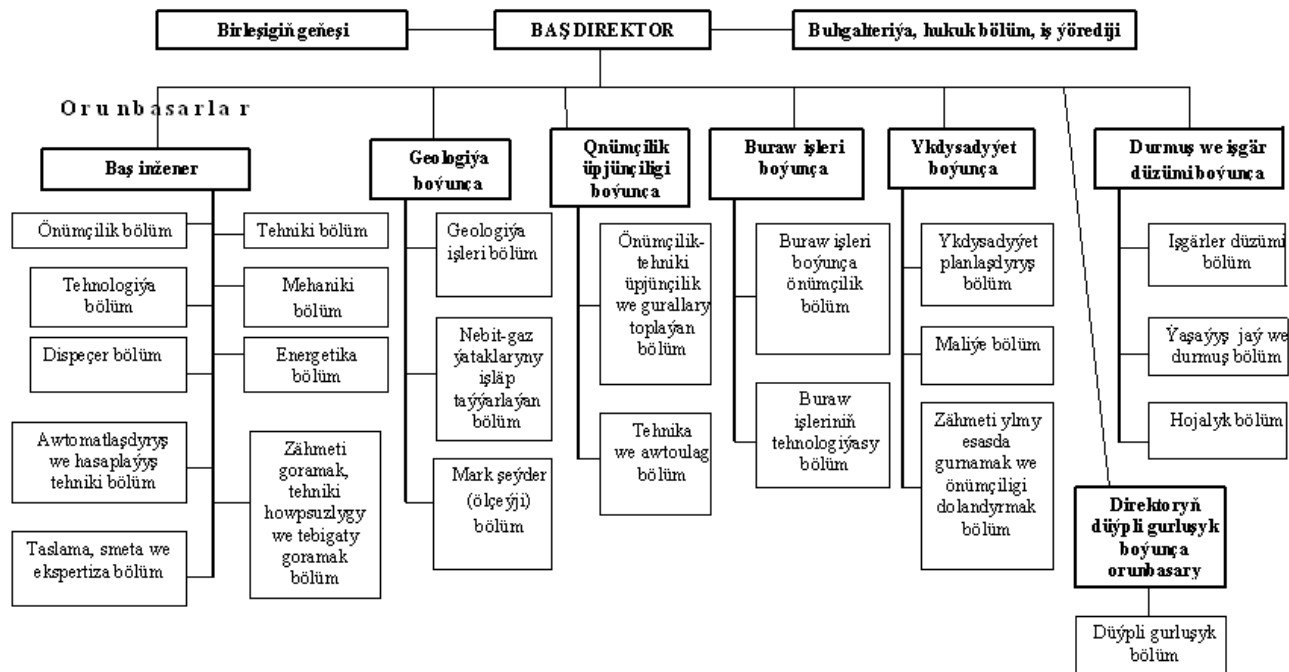 Birleşigiň geňeşi
BAŞ DIREKTOR
Buhgalteriýa, hukuk bölüm, iş ýörediji
Orunbasarlar
Baş inžener
Önümçilik bölüm
Tehniki bölüm
Tehnologiýa
bölüm
Mehaniki
bölüm
Dispeçer bölüm
Energetika
bölüm
Awtomatlaşdyryş
we hasaplaýyş
tehniki bölüm
Zähmeti
goramak,
tehniki
howpsuzlygy
we tebigaty
goramak
bölüm
Taslama, smeta we
ekspertiza bölüm
Geologiýa
boýunça
Geologiýa
işleri bölüm
Nebit-gaz
ýataklaryny
işläp
taýýarlaýan
bölüm
Mark şeýder
(ölçeýji)
bölüm
Qnümçilik
üpjünçiligi
boýunça
Önümçilik-
tehniki
üpjünçilik
we gurallary
toplaýan
bölüm
Tehnika
we awtoulag
bölüm
Buraw işleri
boýunça
Buraw işleri
boýunça
önümçilik
bölüm
Buraw
işleriniň
tehnologiýasy
bölüm
Ykdysadyýet
boýunça
Ykdysadyýet
planlaşdyryş
bölüm
Maliýe bölüm
Zähmeti ylmy
esasda
gurnamak we
önümçiligi
dolandyrmak
bölüm
Durmuş we işgär
düzümi boýunça
Işgärler düzümi
bölüm
Ýaşaýyş jaý we
durmuş bölüm
Hojalyk bölüm
Direktoryň
düýpli gurluşyk
boýunça
orunbasary
Düýpli gurluşyk
bölüm